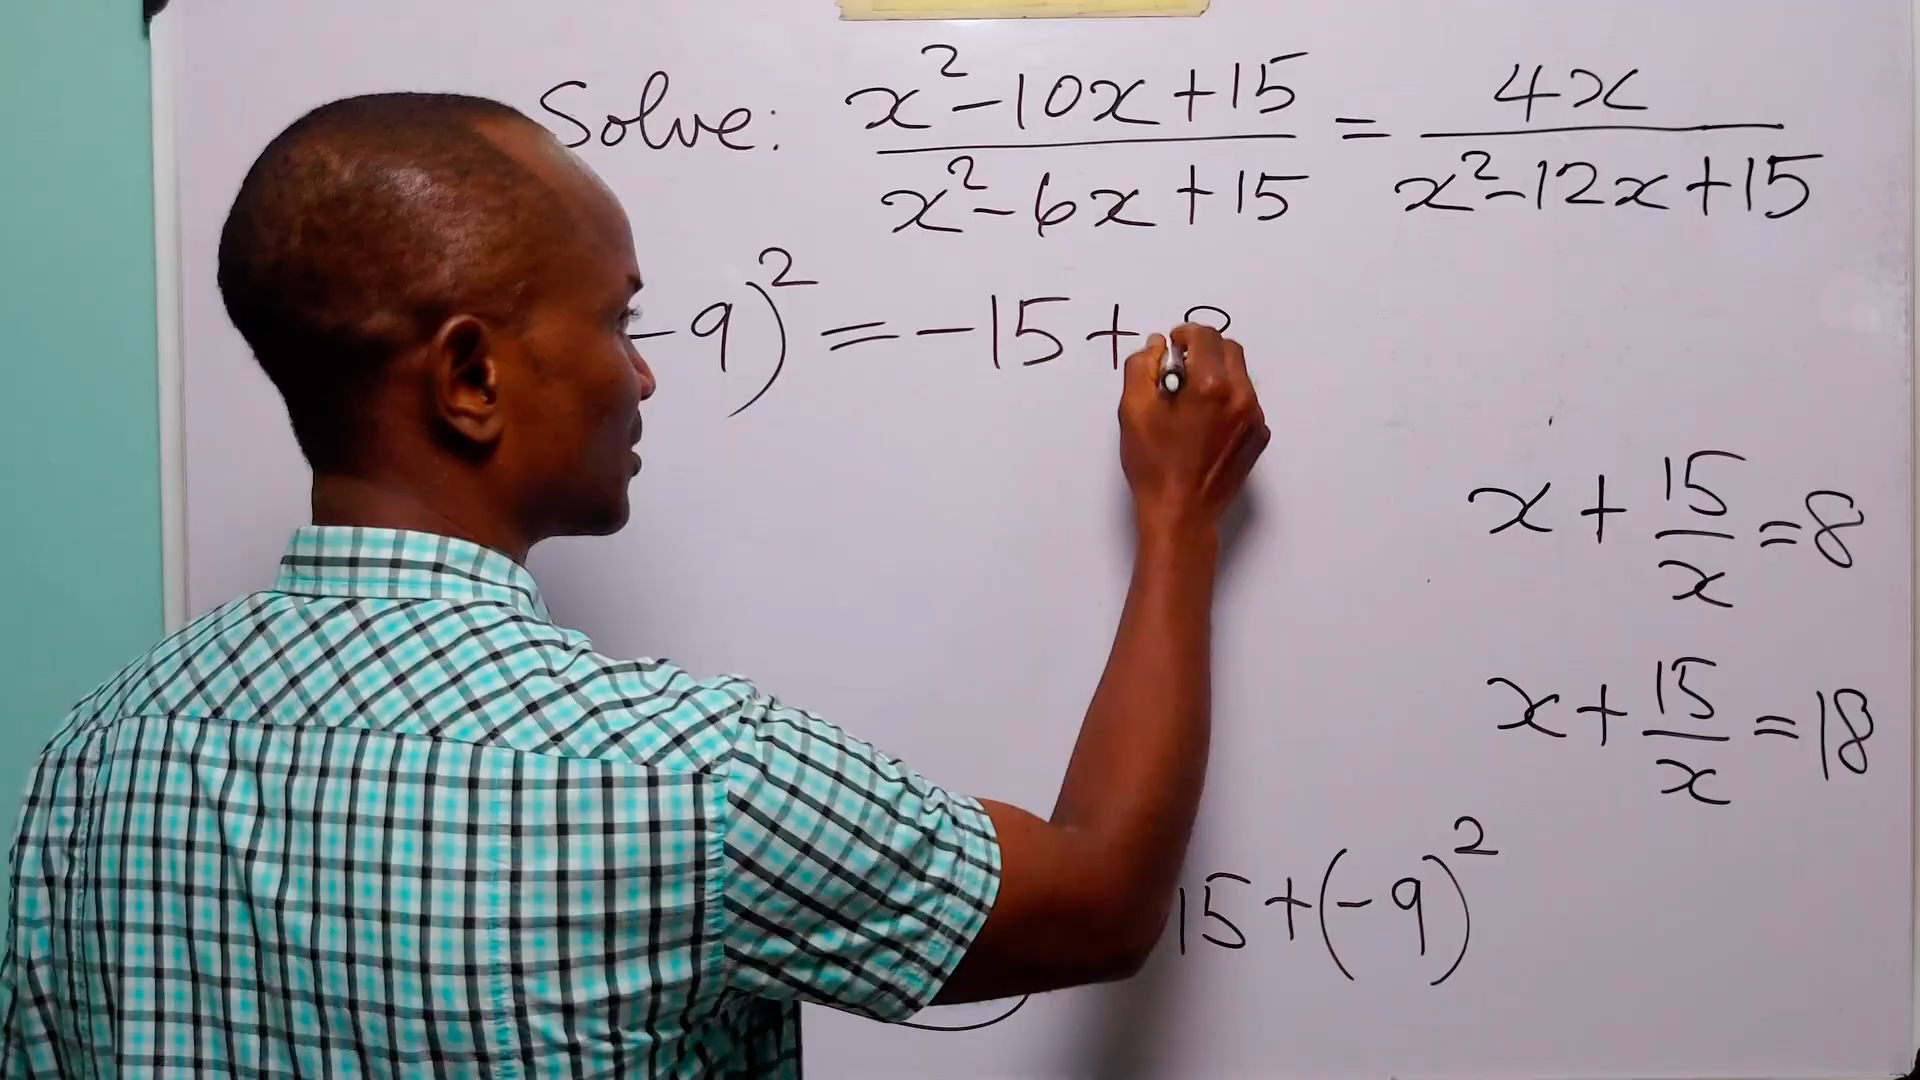 Solve: x²-10x+15 / x²-6x+15 = 4x / x²-12x+15
-9)² = -15+
x + 15/x = 8
x + 15/x = 18
15+(-9)²